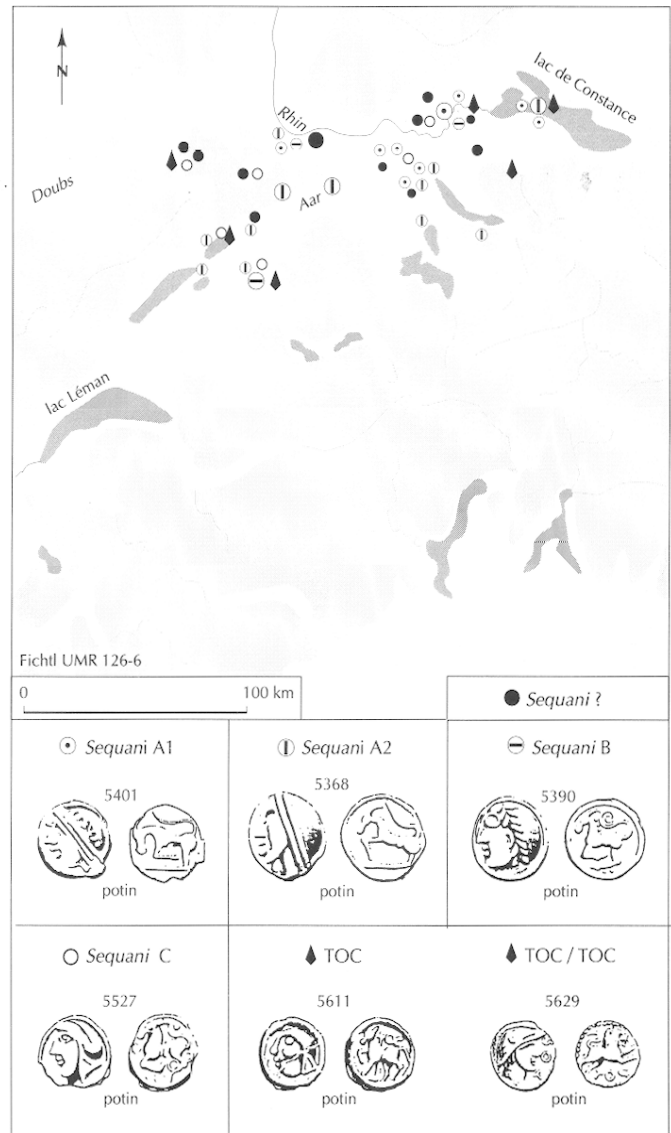 N
lac de Constance
Rhin
Doubs
Aar
lac Léman
Fichtl UMR 126-6
0 100 km
Sequani ?
Sequani A1
5401
potin
Sequani A2
5368
potin
Sequani B
5390
potin
Sequani C
5527
potin
TOC
5611
potin
TOC / TOC
5629
potin